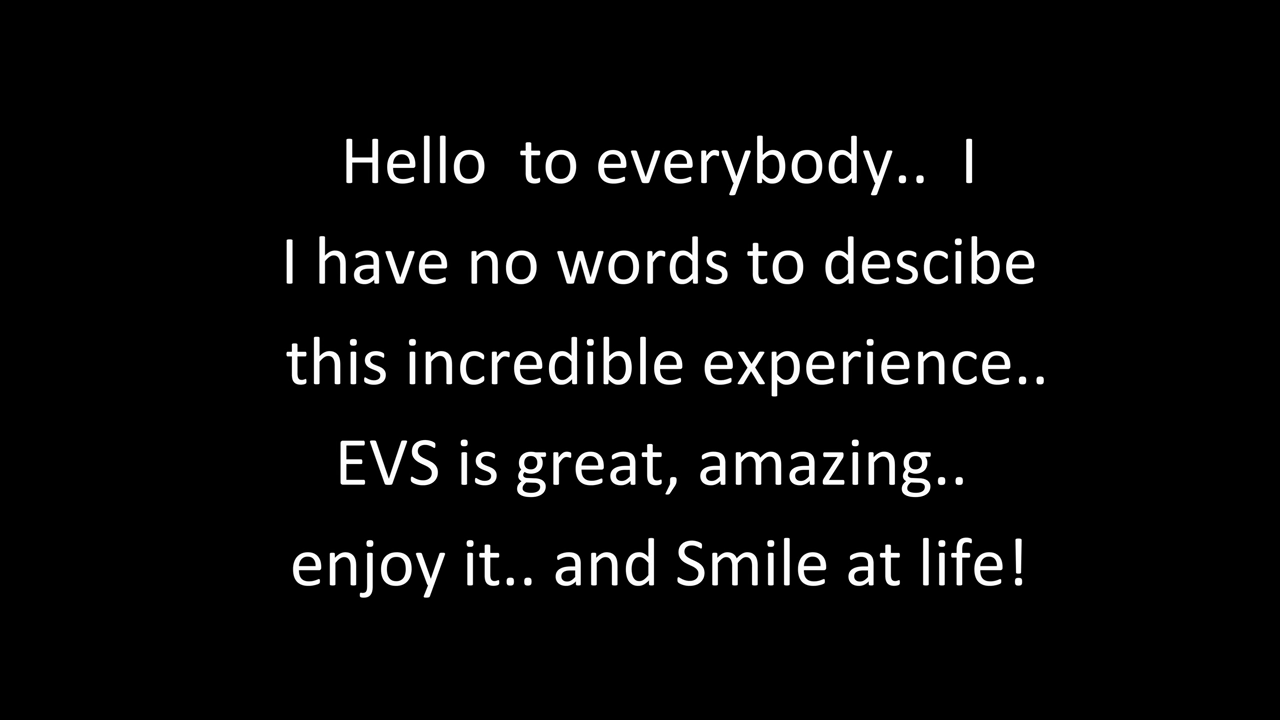 Hello  to everybody..  I
I have no words to descibe
this incredible experience..
EVS is great, amazing..
enjoy it.. and Smile at life!